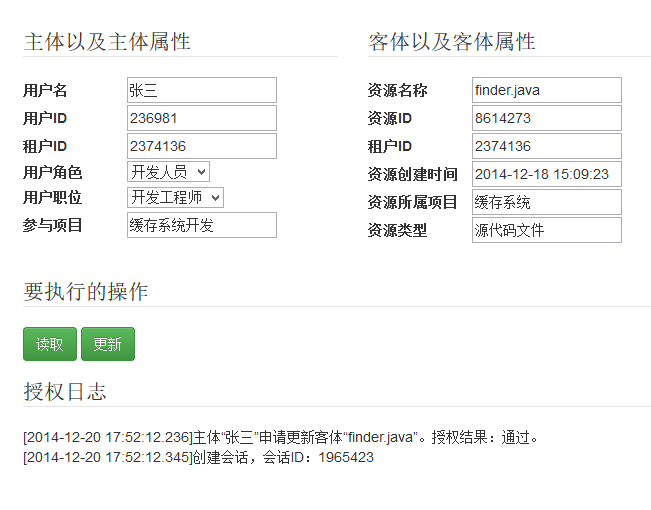 主体以及主体属性
用户名 张三
用户ID 236981
租户ID 2374136
用户角色 开发人员
用户职位 开发工程师
参与项目 缓存系统开发
客体以及客体属性
资源名称 finder.java
资源ID 8614273
租户ID 2374136
资源创建时间 2014-12-18 15:09:23
资源所属项目 缓存系统
资源类型 源代码文件
要执行的操作
读取 更新
授权日志
[2014-12-20 17:52:12.236]主体“张三”申请更新客体“finder.java”。授权结果：通过。
[2014-12-20 17:52:12.345]创建会话，会话ID：1965423